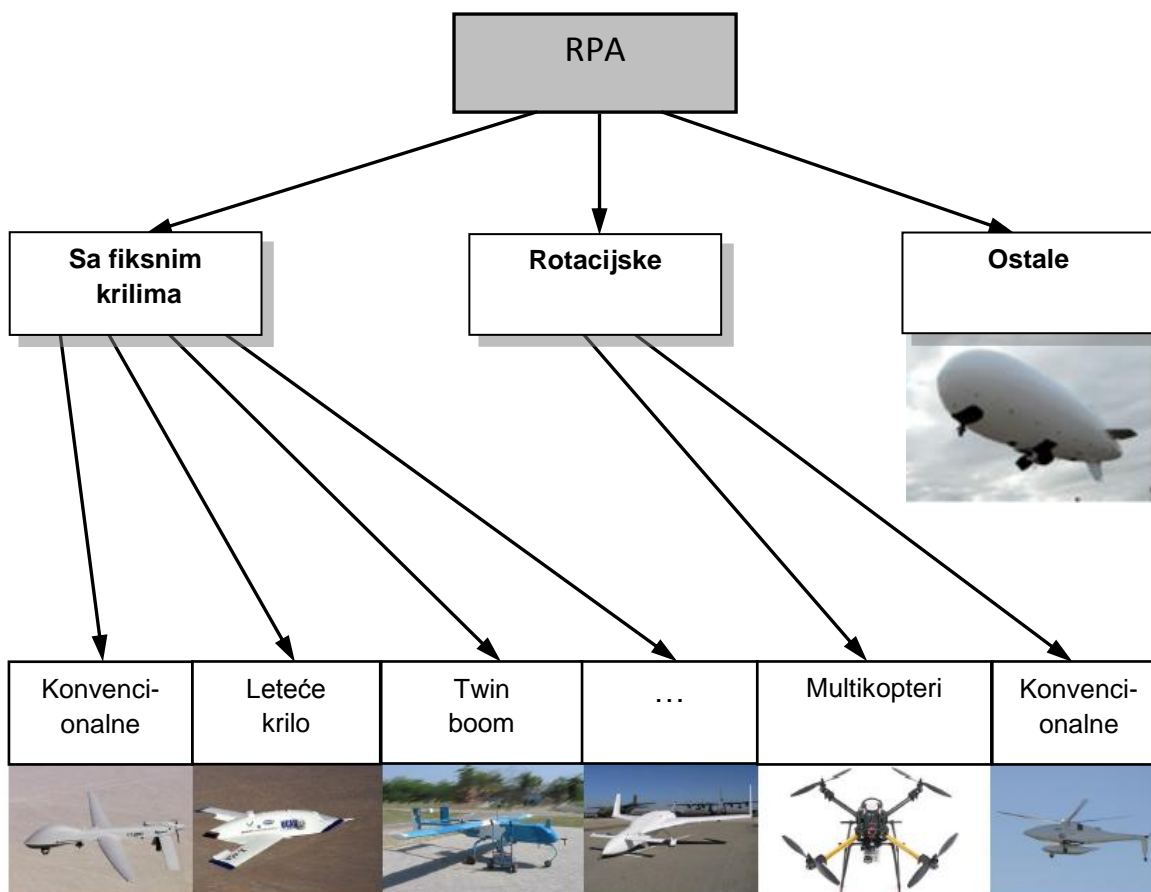 RPA
Sa fiksnim
krilima
Rotacijske
Ostale
Konvenci-
onalne
Leteće
krilo
Twin
boom
...
Multikopteri
Konvenci-
onalne